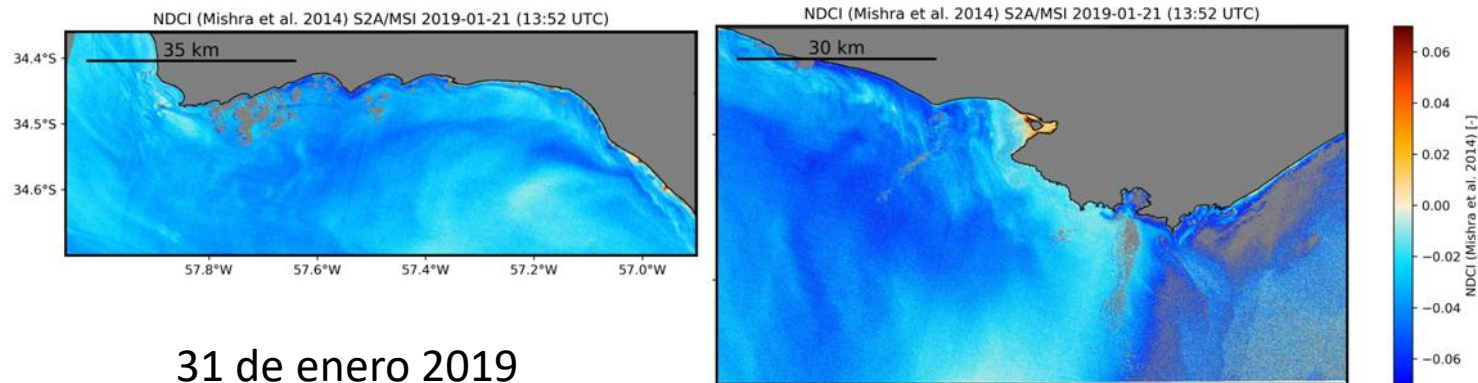 NDCI (Mishra et al. 2014) S2A/MSI 2019-01-21 (13:52 UTC)
35 km
34.4°S
34.5°S
34.6°S
57.8°W
57.6°W
57.4°W
57.2°W
57.0°W
NDCI (Mishra et al. 2014) S2A/MSI 2019-01-21 (13:52 UTC)
30 km
0.06
0.04
0.02
0.00
−0.02
−0.04
−0.06
NDCI (Mishra et al. 2014) [-]
31 de enero 2019